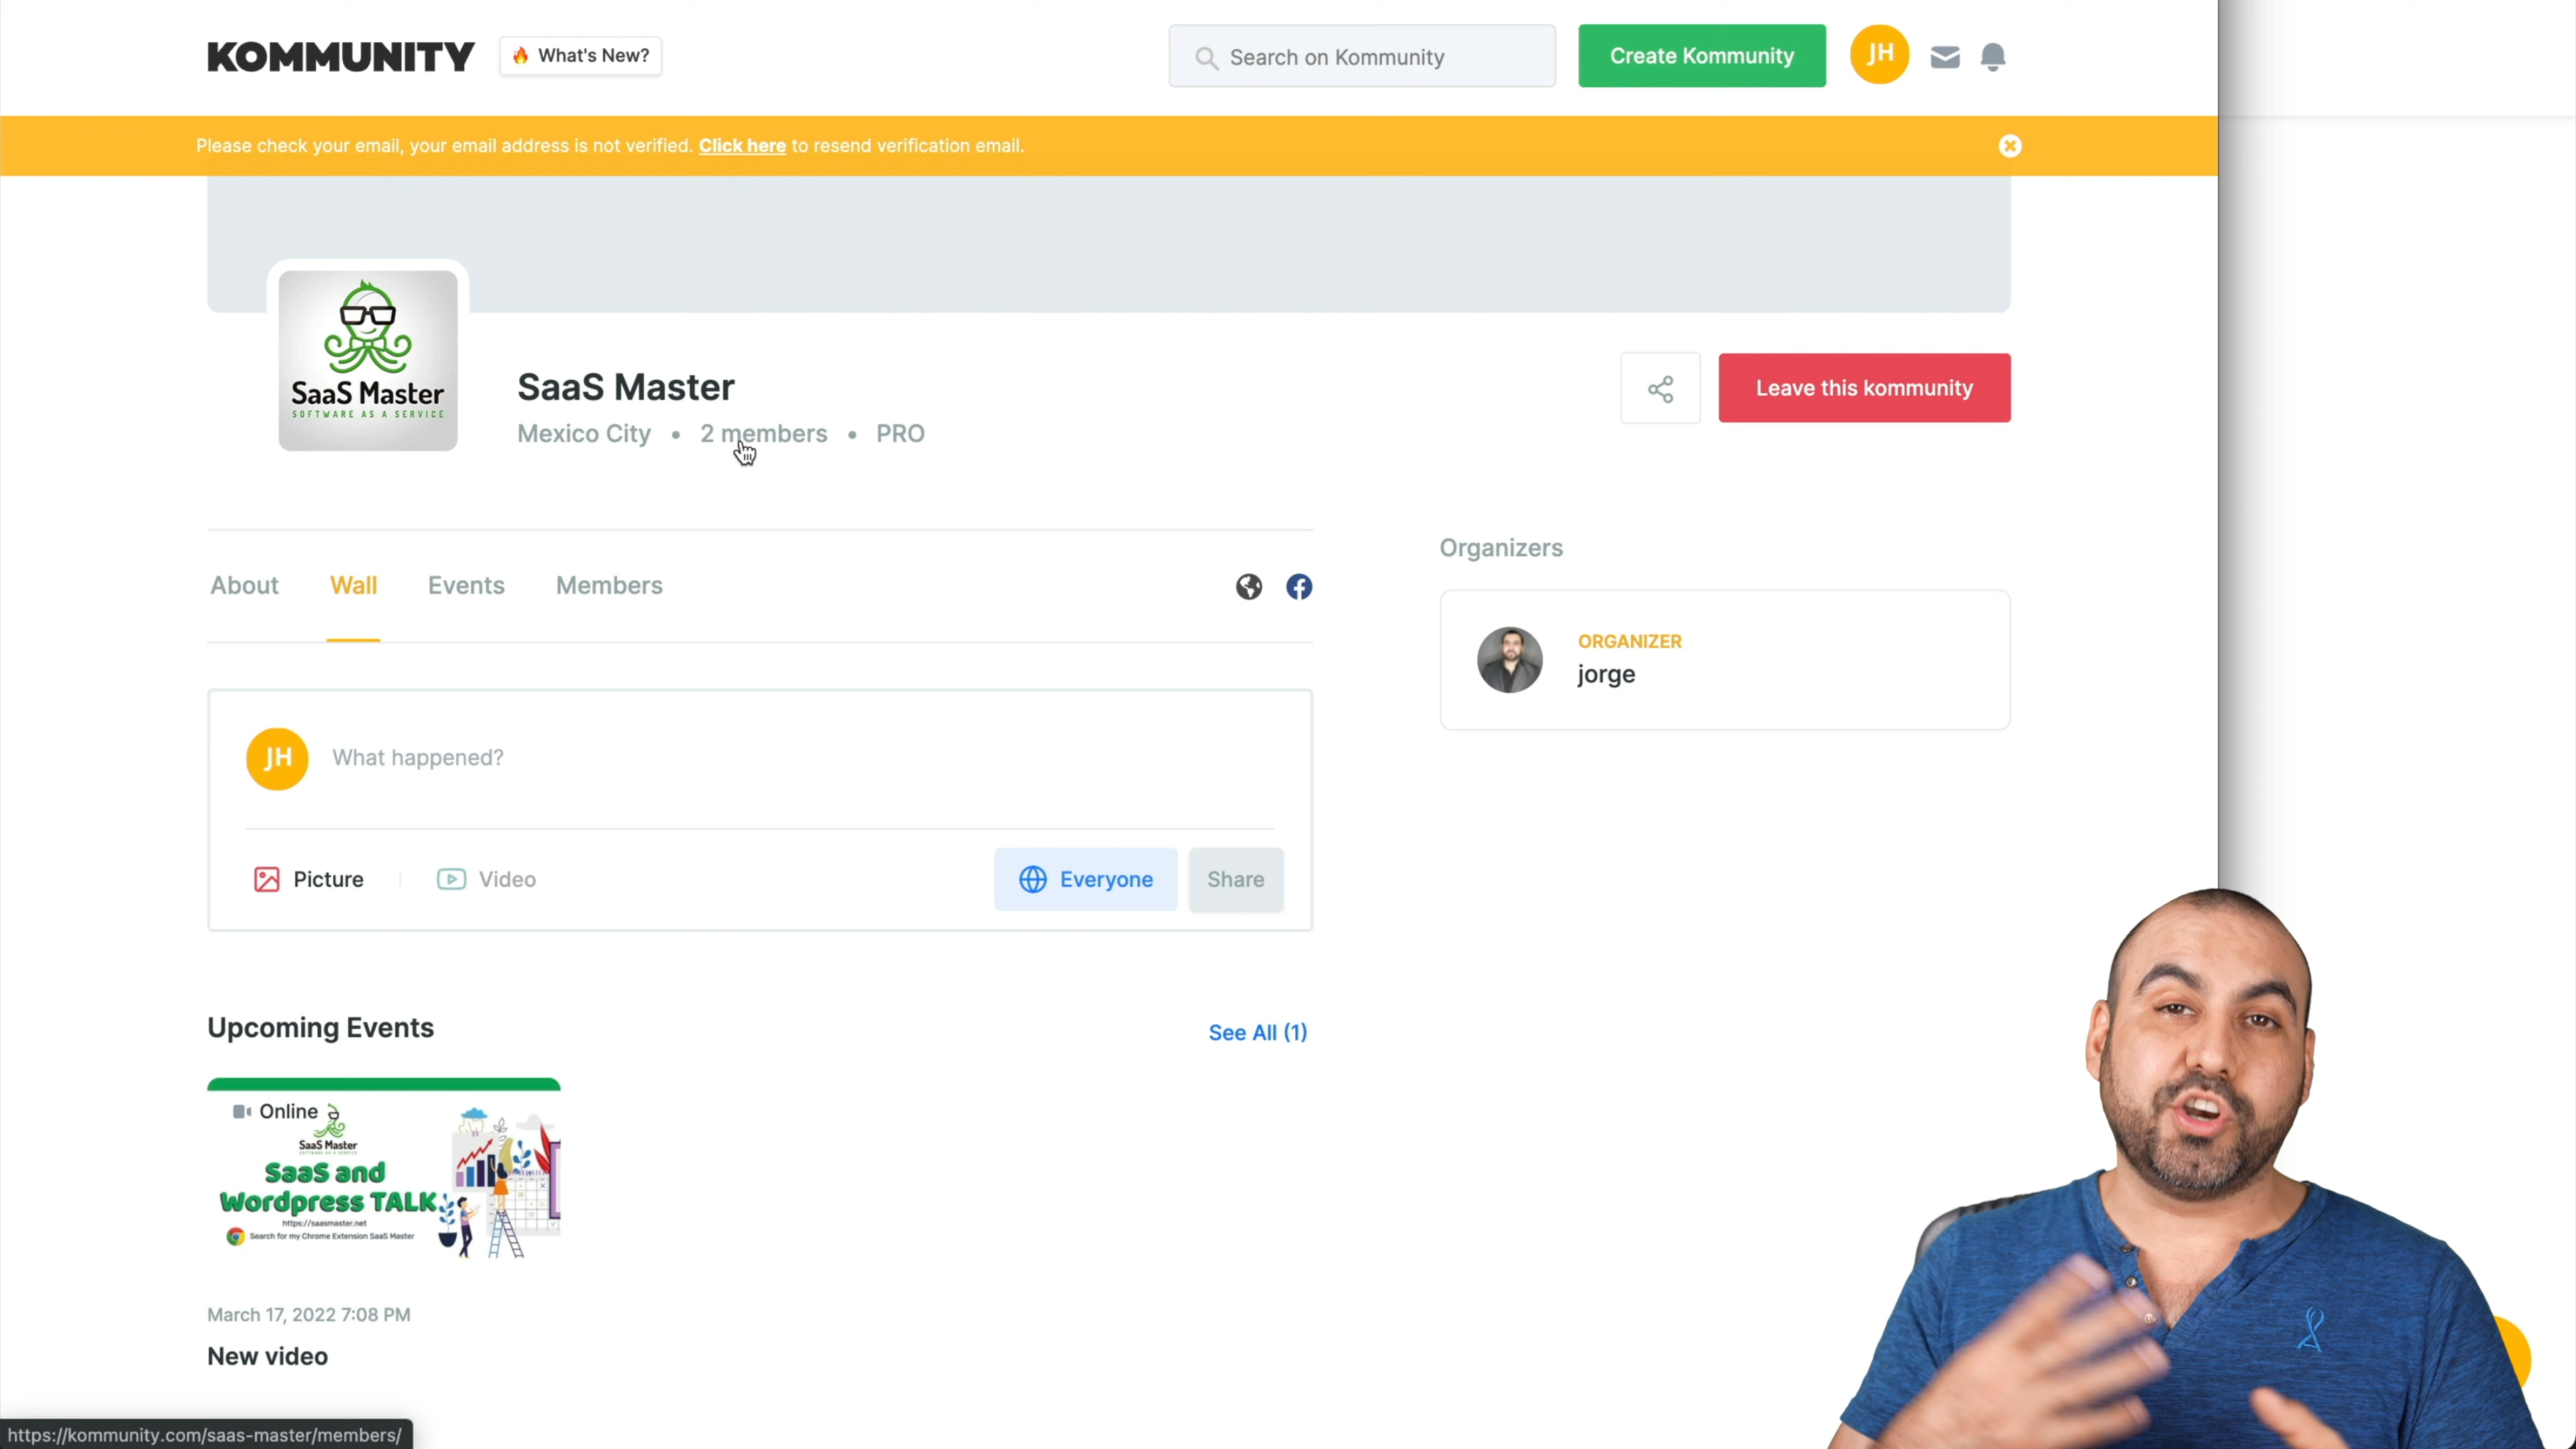 KOMMUNITY
What's New?
Search on Kommunity
Create Kommunity
JH
Please check your email, your email address is not verified. Click here to resend verification email.
SaaS Master
SOFTWARE AS A SERVICE
SaaS Master
Mexico City • 2 members • PRO
Leave this kommunity
About
Wall
Events
Members
Organizers
ORGANIZER
jorge
JH
What happened?
Picture
Video
Everyone
Share
Upcoming Events
See All (1)
Online
SaaS Master
SOFTWARE AS A SERVICE
SaaS and
Wordpress TALK
https://saasmaster.net
Search for my Chrome Extension SaaS Master
March 17, 2022 7:08 PM
New video
https://kommunity.com/saas-master/members/